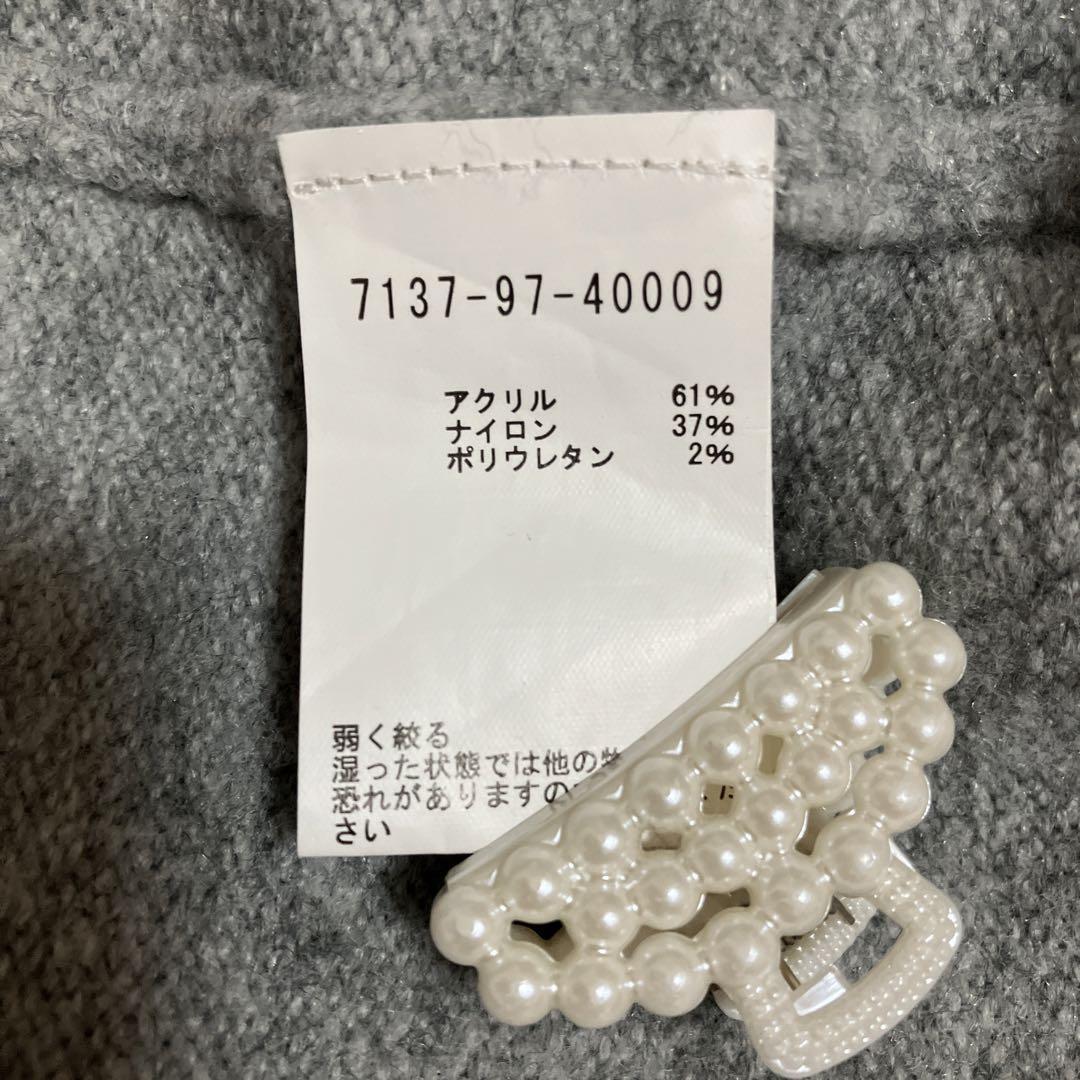 7137-97-40009
アクリル 61%
ナイロン 37%
ポリウレタン 2%
弱く絞る
湿った状態では他の物
恐れがありますの
さい